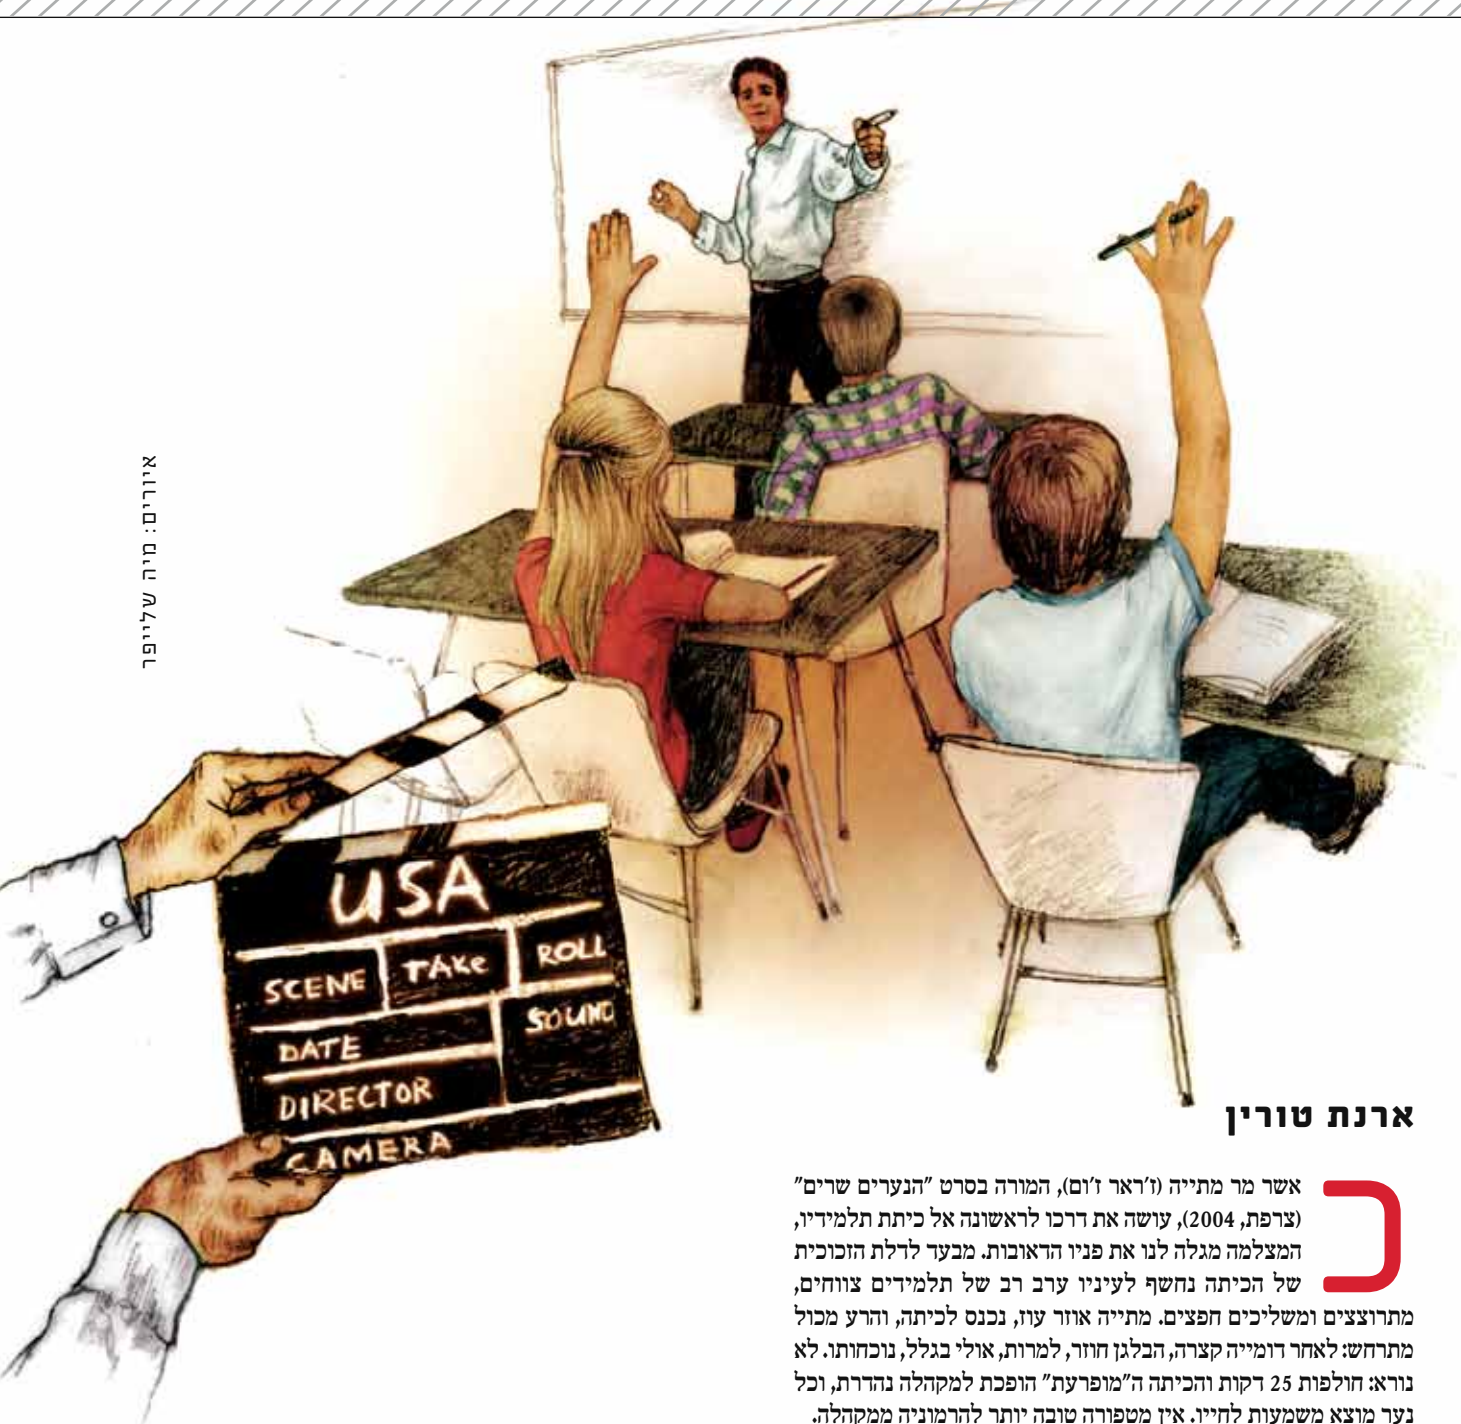 איורים: מיה שלייפר
USA
SCENE TAKe ROLL
DATE SOUND
DIRECTOR
CAMERA
ארנת טורין
כאשר מר מתייה (ז'ראר ז'ום), המורה בסרט "הנערים שרים"
(צרפת, 2004), עושה את דרכו לראשונה אל כיתת תלמידיו,
המצלמה מגלה לנו את פניו הדאובות. מבעד לדלת הזכוכית
של הכיתה נחשף לעיניו ערב רב של תלמידים צווחים,
מתרוצצים ומשליכים חפצים. מתייה אוזר עוז, נכנס לכיתה, והרע מכול
מתרחש: לאחר דומייה קצרה, הבלגן חוזר, למרות, אולי בגלל, נוכחותו. לא
נורא: חולפות 25 דקות והכיתה ה"מופרעת" הופכת למקהלה נהדרת, וכל
נער מוצא משמעות לחייו. אין מטפורה טובה יותר להרמוניה ממקהלה.